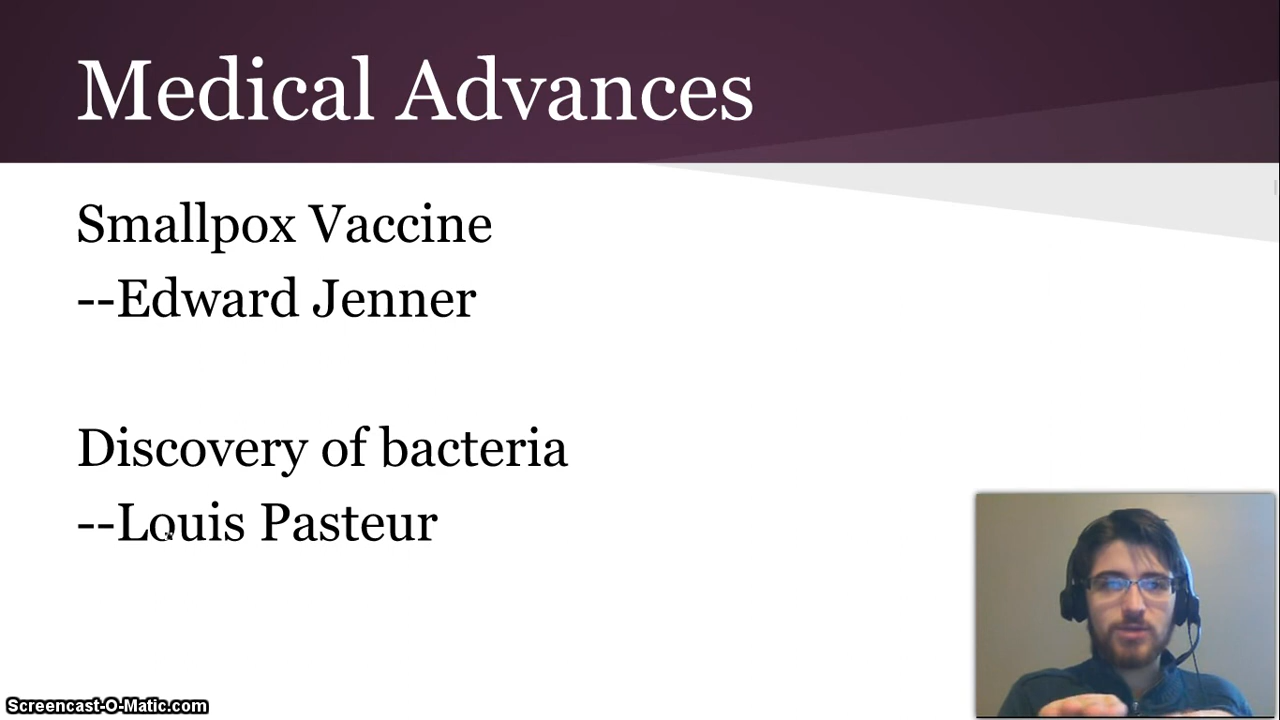 Medical Advances
Smallpox Vaccine
--Edward Jenner
Discovery of bacteria
--Louis Pasteur
Screencast-O-Matic.com